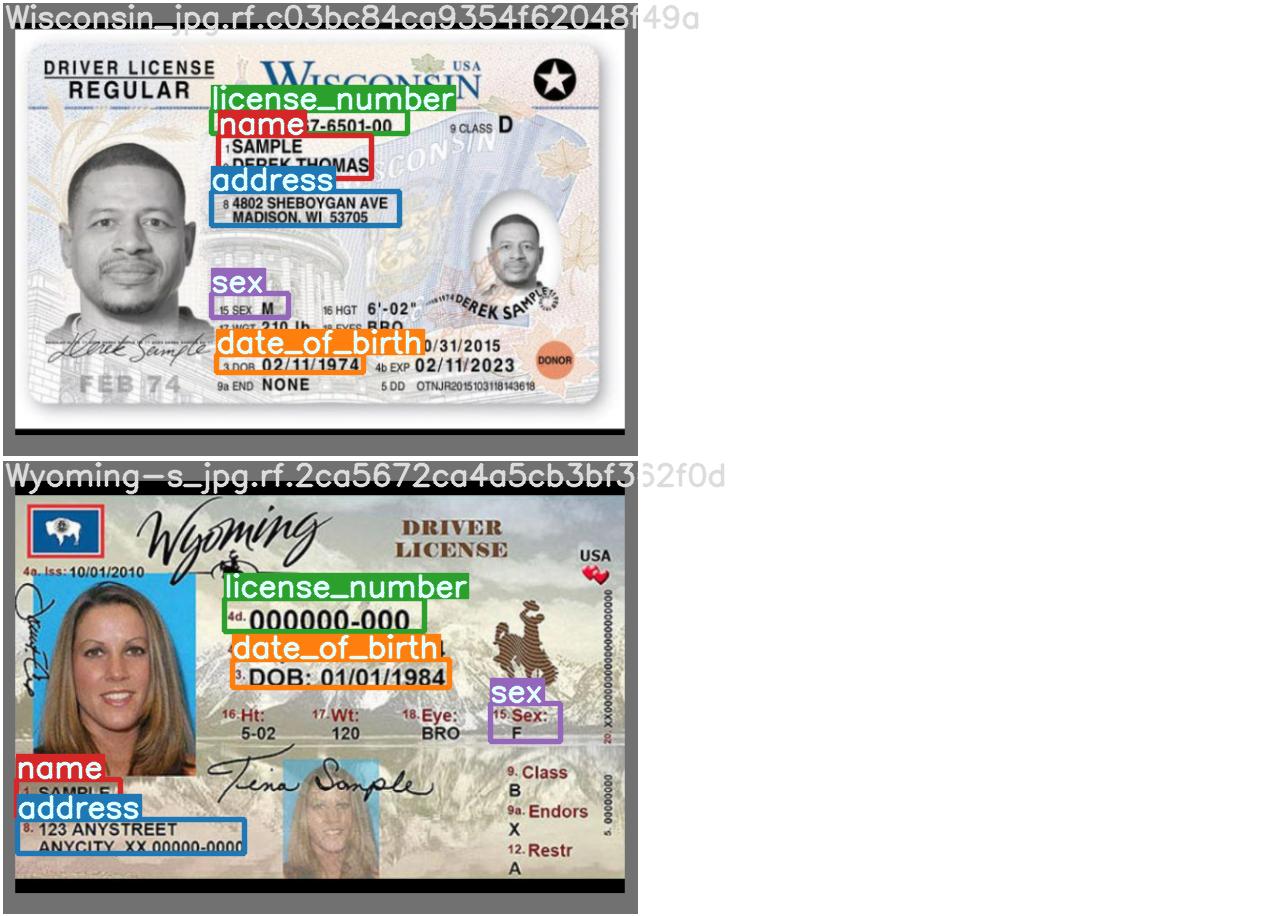 Wisconsin_jpg.rf.c03bc84ca9354f62048f49a
DRIVER LICENSE
REGULAR
WISCONSIN
USA
license_number
67-6501-00
9 CLASS D
name
1 SAMPLE
DEREK THOMAS
address
8 4802 SHEBOYGAN AVE
MADISON, WI 53705
sex
15 SEX M
16 HGT 6'-02"
DEREK SAMPLE
17 WGT 210 lb
18 EYES BRO
date_of_birth
0/31/2015
3 DOB 02/11/1974
4b EXP 02/11/2023
DONOR
Derek Sample
FEB 74
9a END NONE
5 DD OTNJR2015103118143618
Wyoming-s_jpg.rf.2ca5672ca4a5cb3bf362f0d
Wyoming
DRIVER
LICENSE
USA
4a. Iss: 10/01/2010
license_number
4d. 000000-000
date_of_birth
3. DOB: 01/01/1984
sex
16. Ht:
5-02
17. Wt:
120
18. Eye:
BRO
15. Sex:
F
Tina Sample
name
1. SAMPLE
address
8. 123 ANYSTREET
ANYCITY XX 00000-0000
9. Class
B
9a. Endors
X
12. Restr
A
5. 00000000